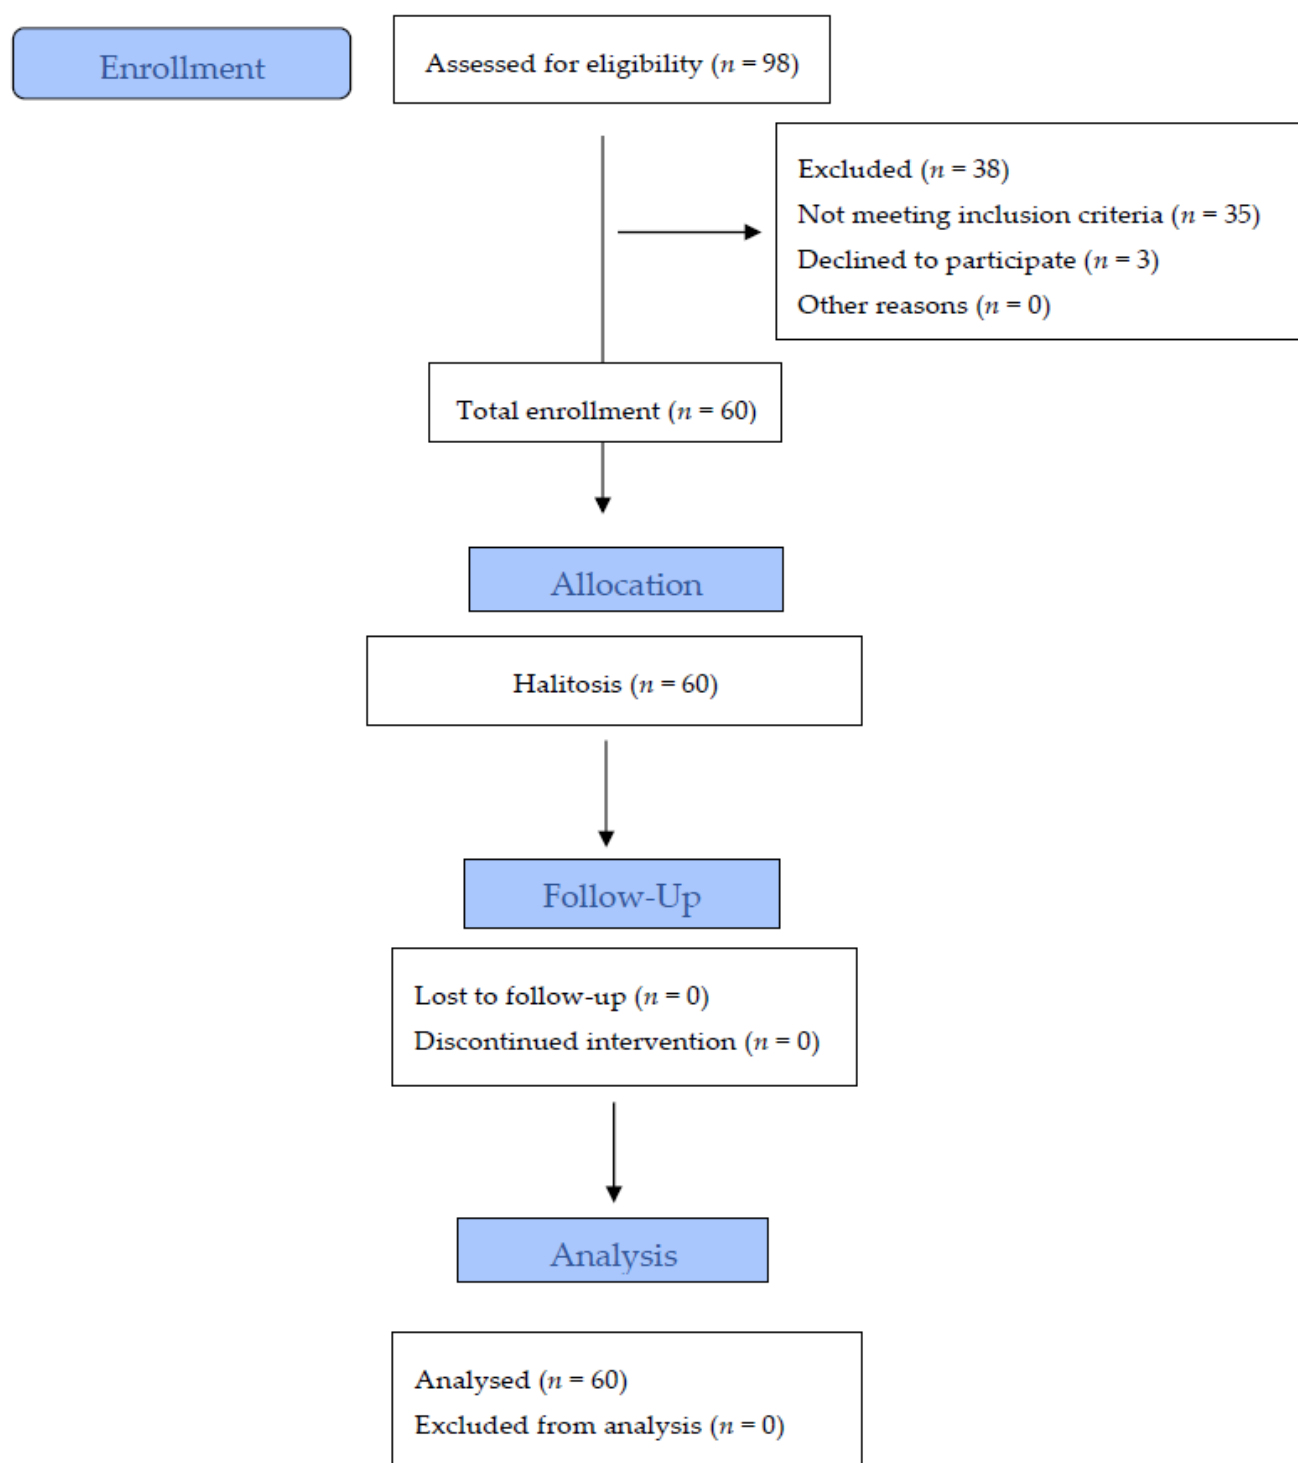 Enrollment
Assessed for eligibility (n = 98)
Excluded (n = 38)
Not meeting inclusion criteria (n = 35)
Declined to participate (n = 3)
Other reasons (n = 0)
Total enrollment (n = 60)
Allocation
Halitosis (n = 60)
Follow-Up
Lost to follow-up (n = 0)
Discontinued intervention (n = 0)
Analysis
Analysed (n = 60)
Excluded from analysis (n = 0)